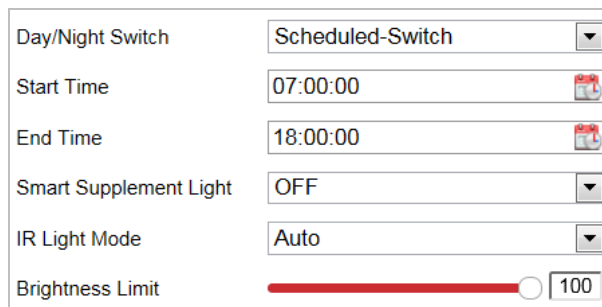 Day/Night Switch Scheduled-Switch
Start Time 07:00:00
End Time 18:00:00
Smart Supplement Light OFF
IR Light Mode Auto
Brightness Limit 100